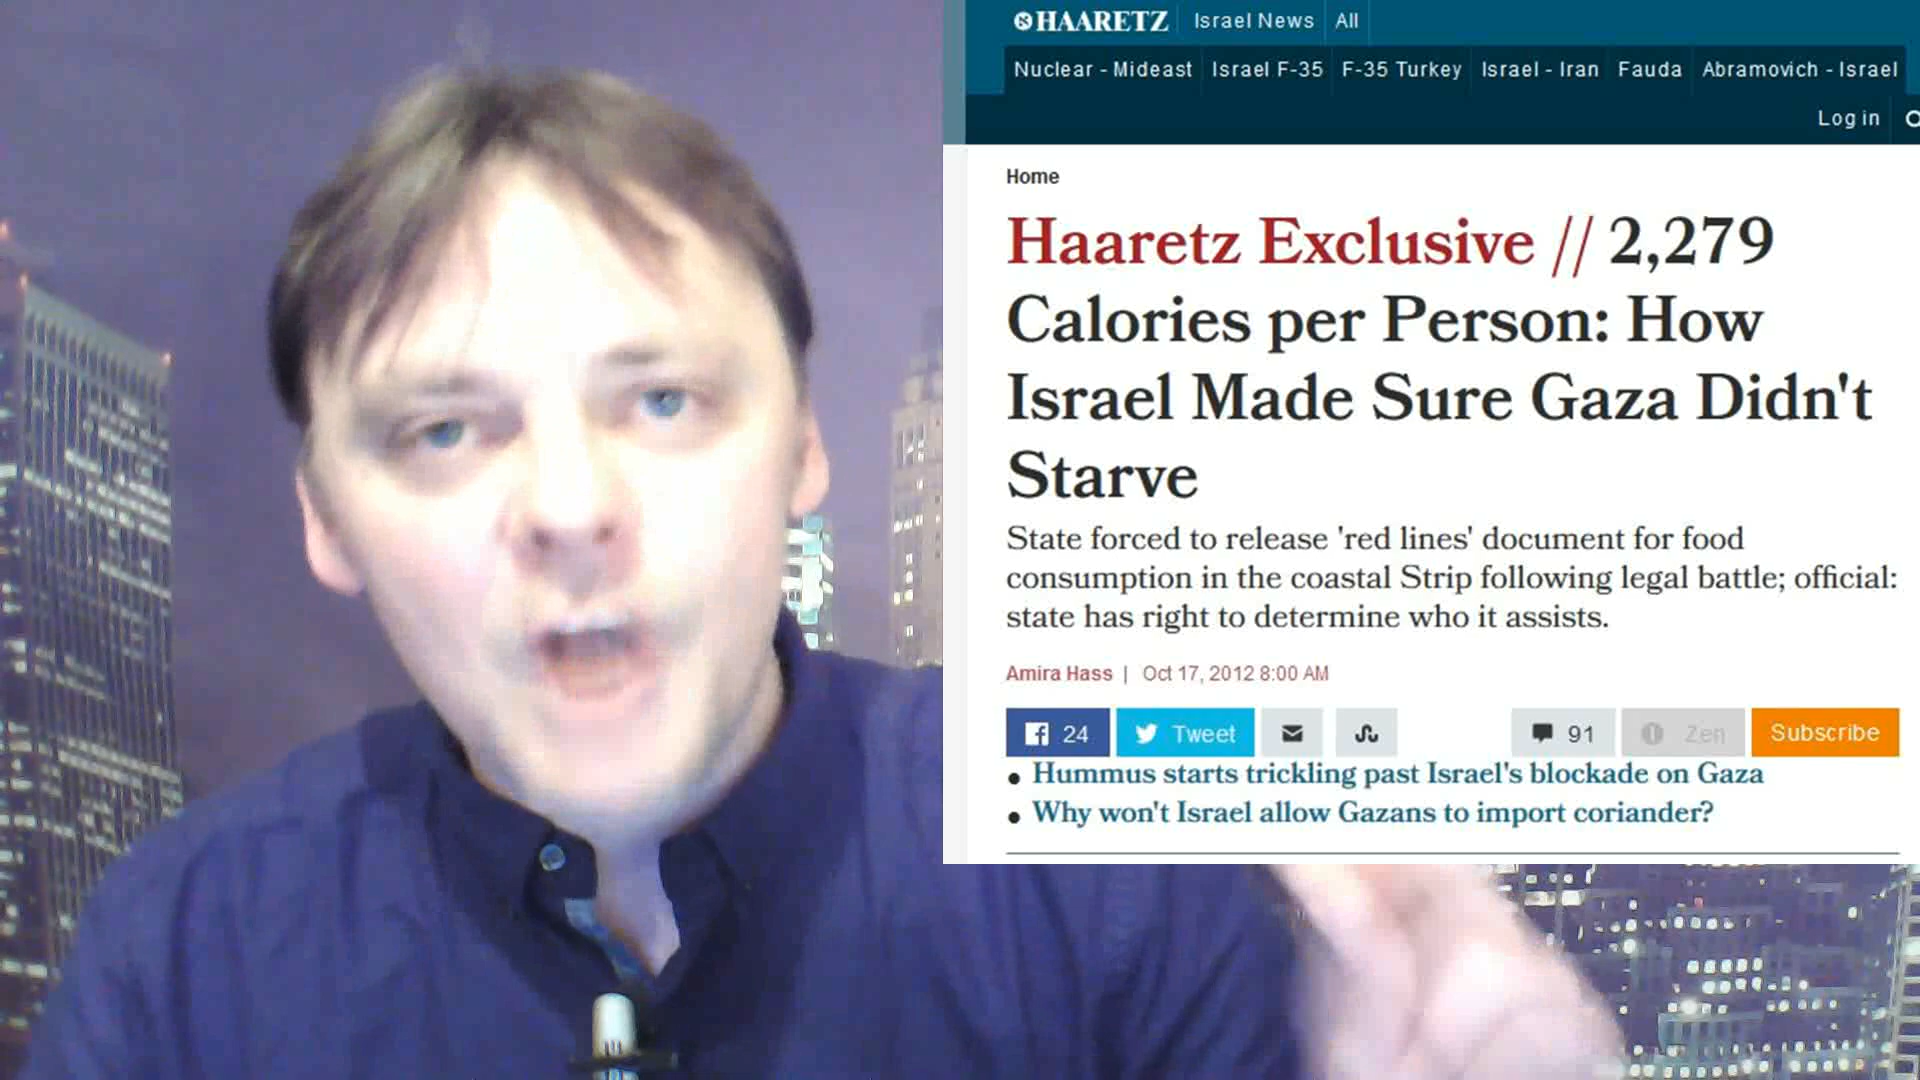 HAARETZ Israel News All
Nuclear - Mideast Israel F-35 F-35 Turkey Israel - Iran Fauda Abramovich - Israel
Log in
Home
Haaretz Exclusive // 2,279
Calories per Person: How
Israel Made Sure Gaza Didn't
Starve
State forced to release 'red lines' document for food
consumption in the coastal Strip following legal battle; official:
state has right to determine who it assists.
Amira Hass | Oct 17, 2012 8:00 AM
24 Tweet 91 Zen Subscribe
• Hummus starts trickling past Israel's blockade on Gaza
• Why won't Israel allow Gazans to import coriander?